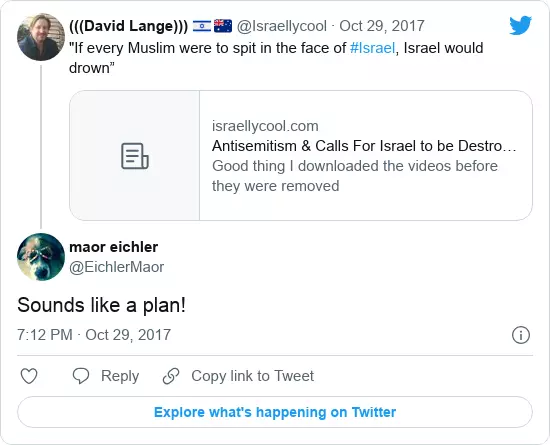 (((David Lange))) 🇮🇱🇦🇺 @Israellycool · Oct 29, 2017
"If every Muslim were to spit in the face of #Israel, Israel would
drown”
israellycool.com
Antisemitism & Calls For Israel to be Destro…
Good thing I downloaded the videos before
they were removed
maor eichler
@EichlerMaor
Sounds like a plan!
7:12 PM · Oct 29, 2017
Reply
Copy link to Tweet
Explore what's happening on Twitter